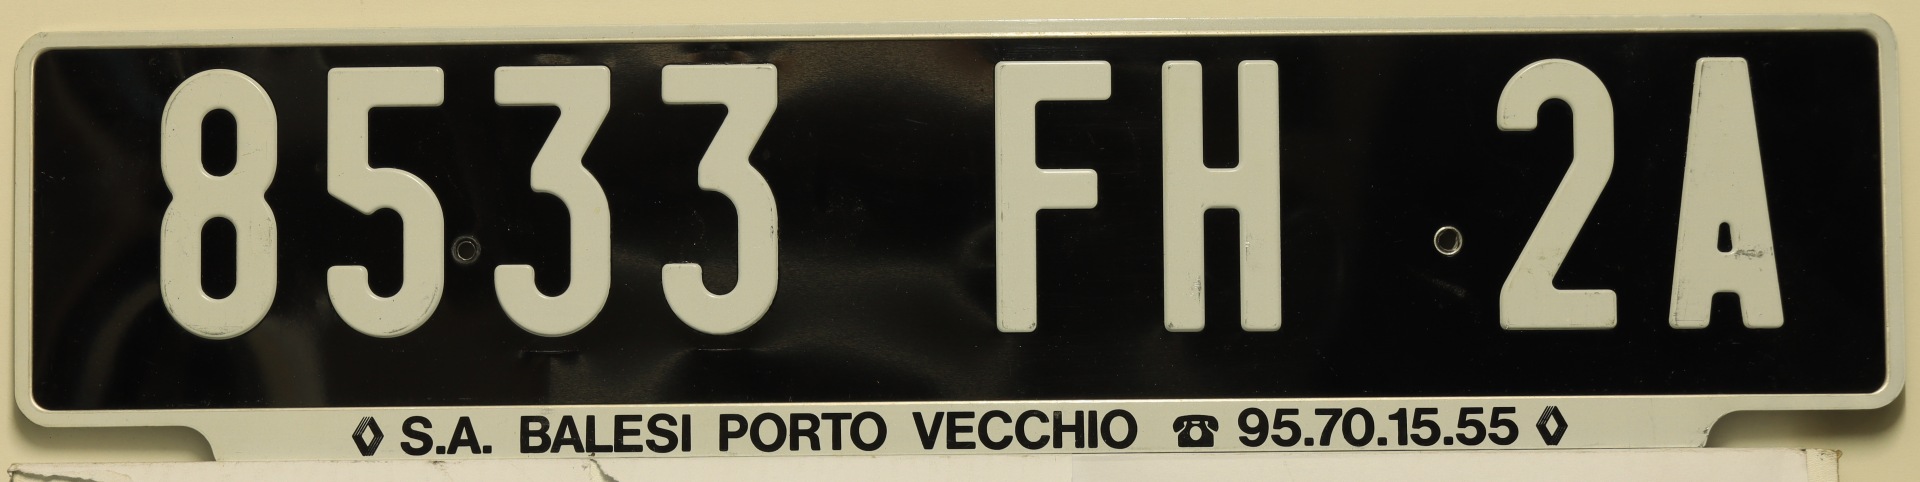 8533 FH 2A
S.A. BALESI PORTO VECCHIO ☎ 95.70.15.55